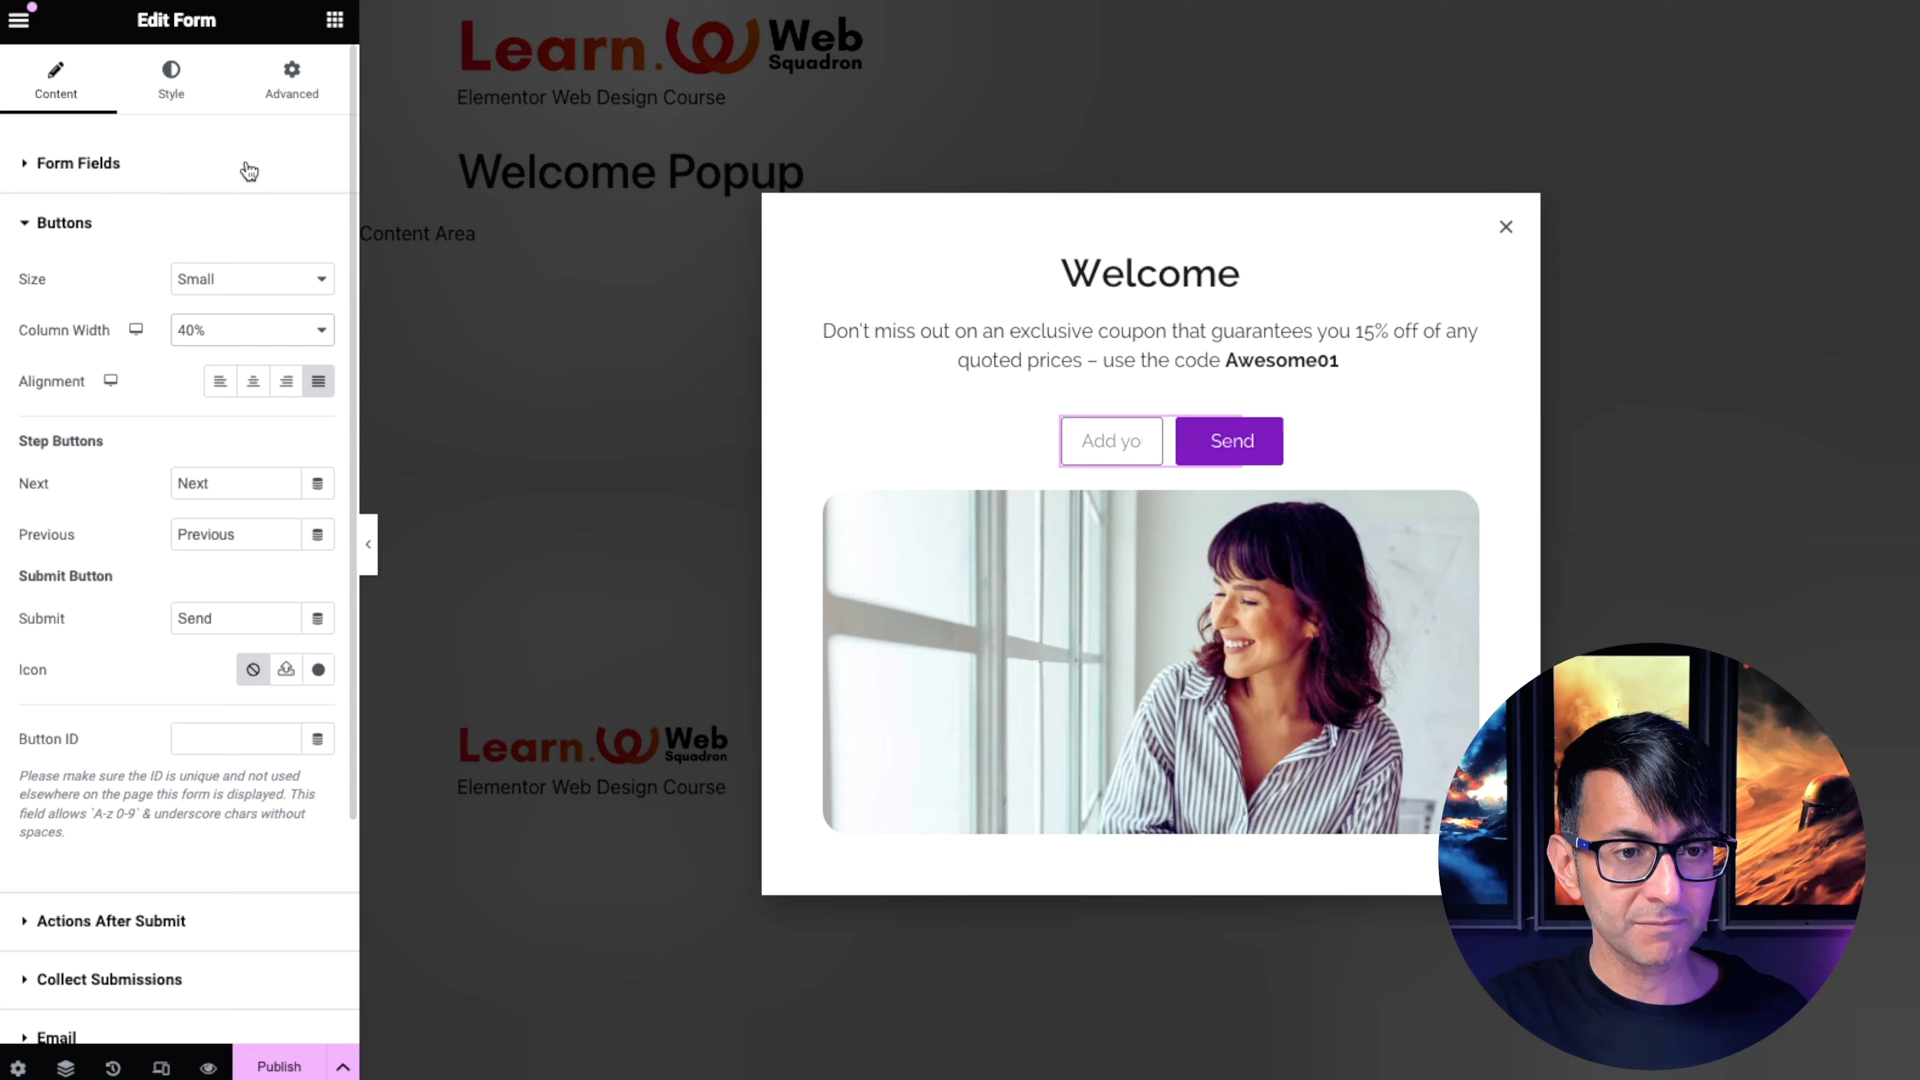 Edit Form
Content
Style
Advanced
Form Fields
Buttons
Size
Small
Column Width
40%
Alignment
Step Buttons
Next
Next
Previous
Previous
Submit Button
Submit
Send
Icon
Button ID
Please make sure the ID is unique and not used
elsewhere on the page this form is displayed. This
field allows `A-z 0-9` & underscore chars without
spaces.
Actions After Submit
Collect Submissions
Email
Publish
Learn. Web
Squadron
Elementor Web Design Course
Welcome Popup
Content Area
Welcome
Don't miss out on an exclusive coupon that guarantees you 15% off of any
quoted prices – use the code Awesome01
Add yo
Send
Learn. Web
Squadron
Elementor Web Design Course